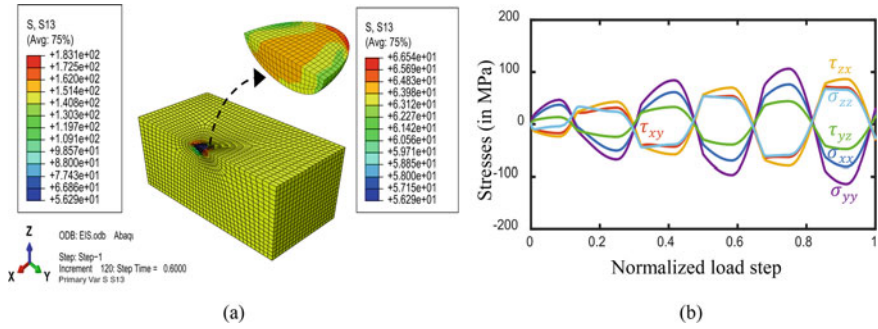 S, S13
(Avg: 75%)
+1.831e+02
+1.725e+02
+1.620e+02
+1.514e+02
+1.408e+02
+1.303e+02
+1.197e+02
+1.091e+02
+9.857e+01
+8.800e+01
+7.743e+01
+6.686e+01
+5.629e+01
S, S13
(Avg: 75%)
+6.654e+01
+6.569e+01
+6.483e+01
+6.398e+01
+6.312e+01
+6.227e+01
+6.142e+01
+6.056e+01
+5.971e+01
+5.885e+01
+5.800e+01
+5.715e+01
+5.629e+01
Z
X
Y
ODB: EIS.odb Abaqu
Step: Step-1
Increment 120: Step Time = 0.6000
Primary Var S S13
(a)
Stresses (in MPa)
200
100
0
-100
-200
τzx
σzz
τxy
τyz
σxx
σyy
0 0.2 0.4 0.6 0.8 1
Normalized load step
(b)